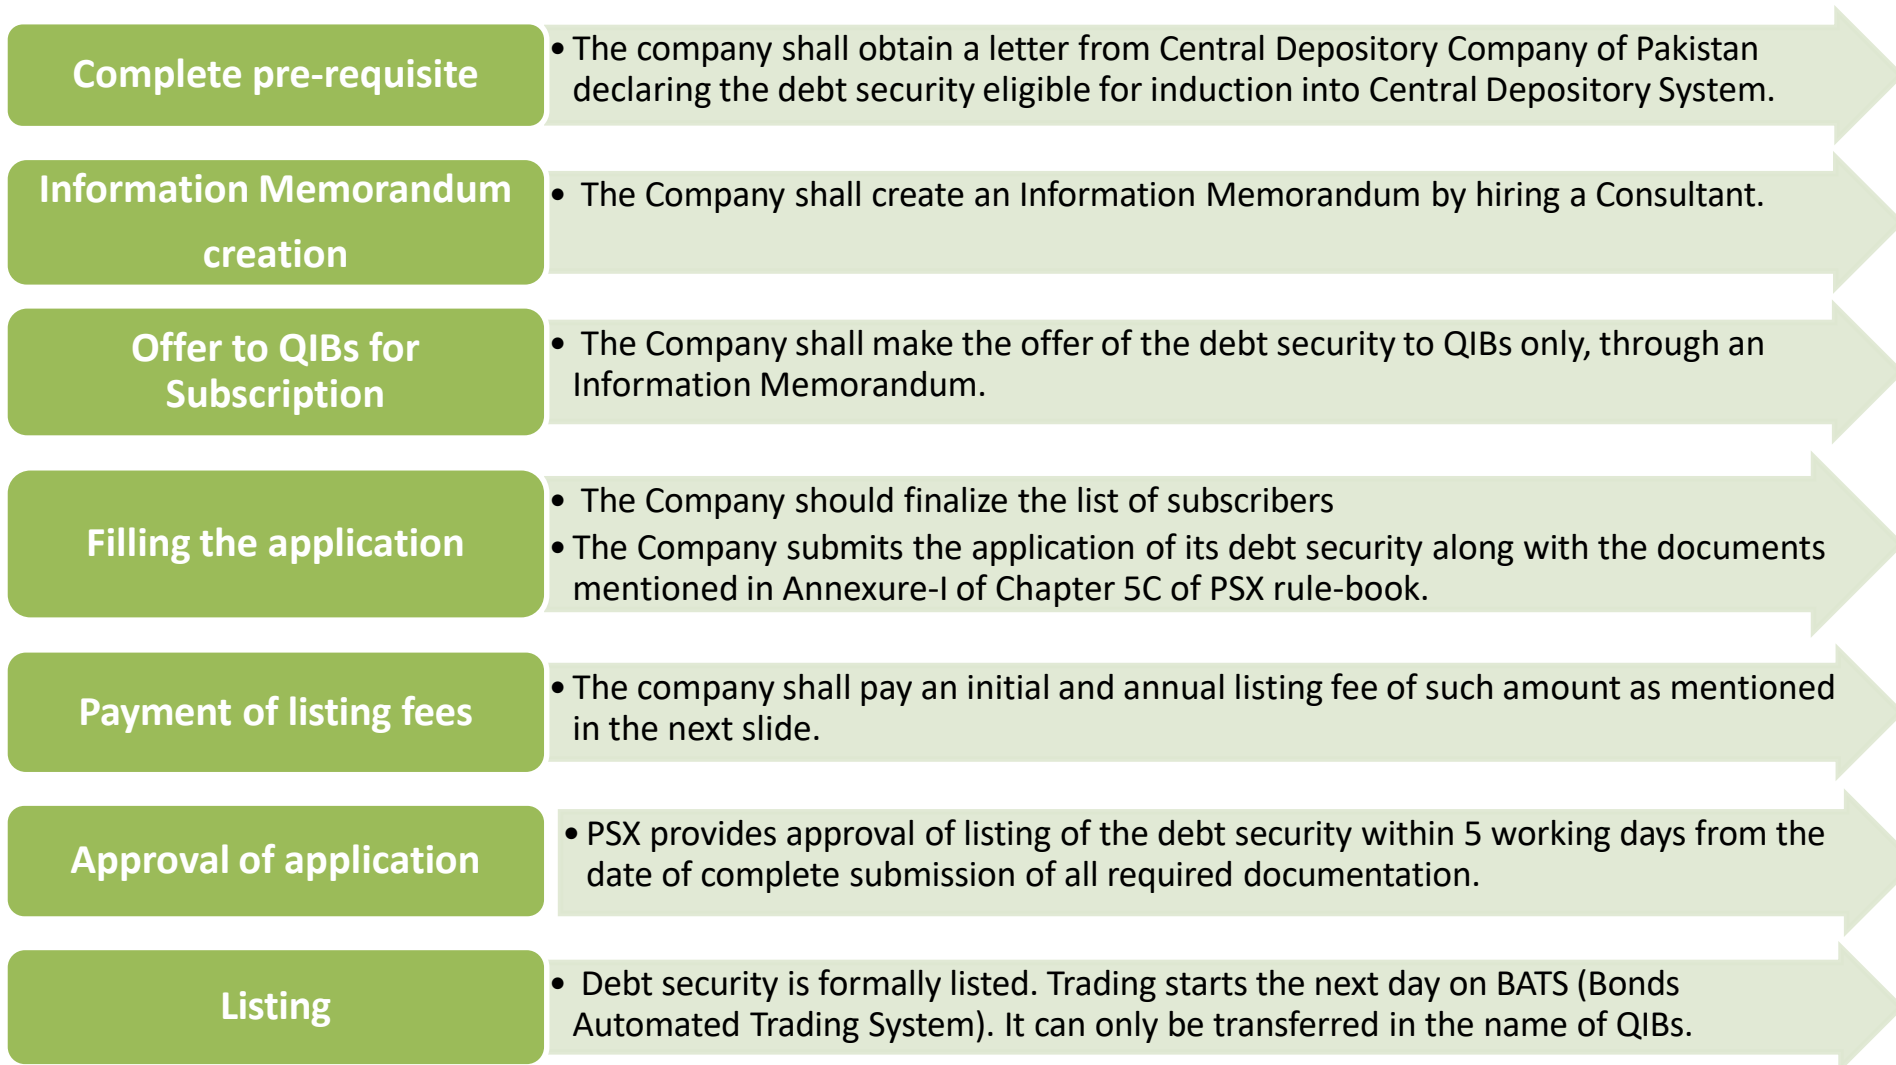 Complete pre-requisite
• The company shall obtain a letter from Central Depository Company of Pakistan
declaring the debt security eligible for induction into Central Depository System.
Information Memorandum
creation
• The Company shall create an Information Memorandum by hiring a Consultant.
Offer to QIBs for
Subscription
• The Company shall make the offer of the debt security to QIBs only, through an
Information Memorandum.
Filling the application
• The Company should finalize the list of subscribers
• The Company submits the application of its debt security along with the documents
mentioned in Annexure-I of Chapter 5C of PSX rule-book.
Payment of listing fees
• The company shall pay an initial and annual listing fee of such amount as mentioned
in the next slide.
Approval of application
• PSX provides approval of listing of the debt security within 5 working days from the
date of complete submission of all required documentation.
Listing
• Debt security is formally listed. Trading starts the next day on BATS (Bonds
Automated Trading System). It can only be transferred in the name of QIBs.